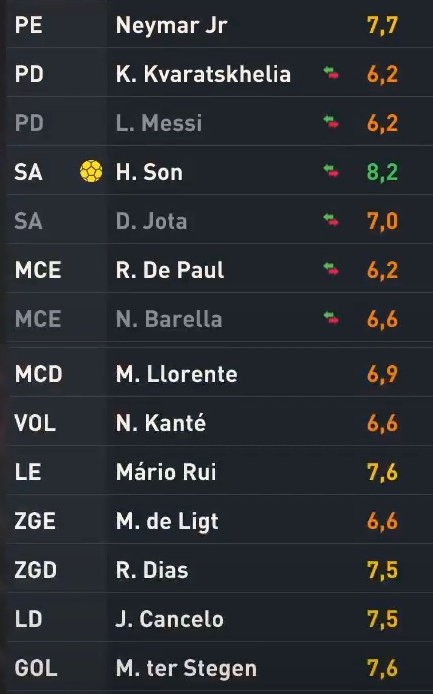 PE Neymar Jr 7,7
PD K. Kvaratskhelia 6,2
PD L. Messi 6,2
SA H. Son 8,2
SA D. Jota 7,0
MCE R. De Paul 6,2
MCE N. Barella 6,6
MCD M. Llorente 6,9
VOL N. Kanté 6,6
LE Mário Rui 7,6
ZGE M. de Ligt 6,6
ZGD R. Dias 7,5
LD J. Cancelo 7,5
GOL M. ter Stegen 7,6